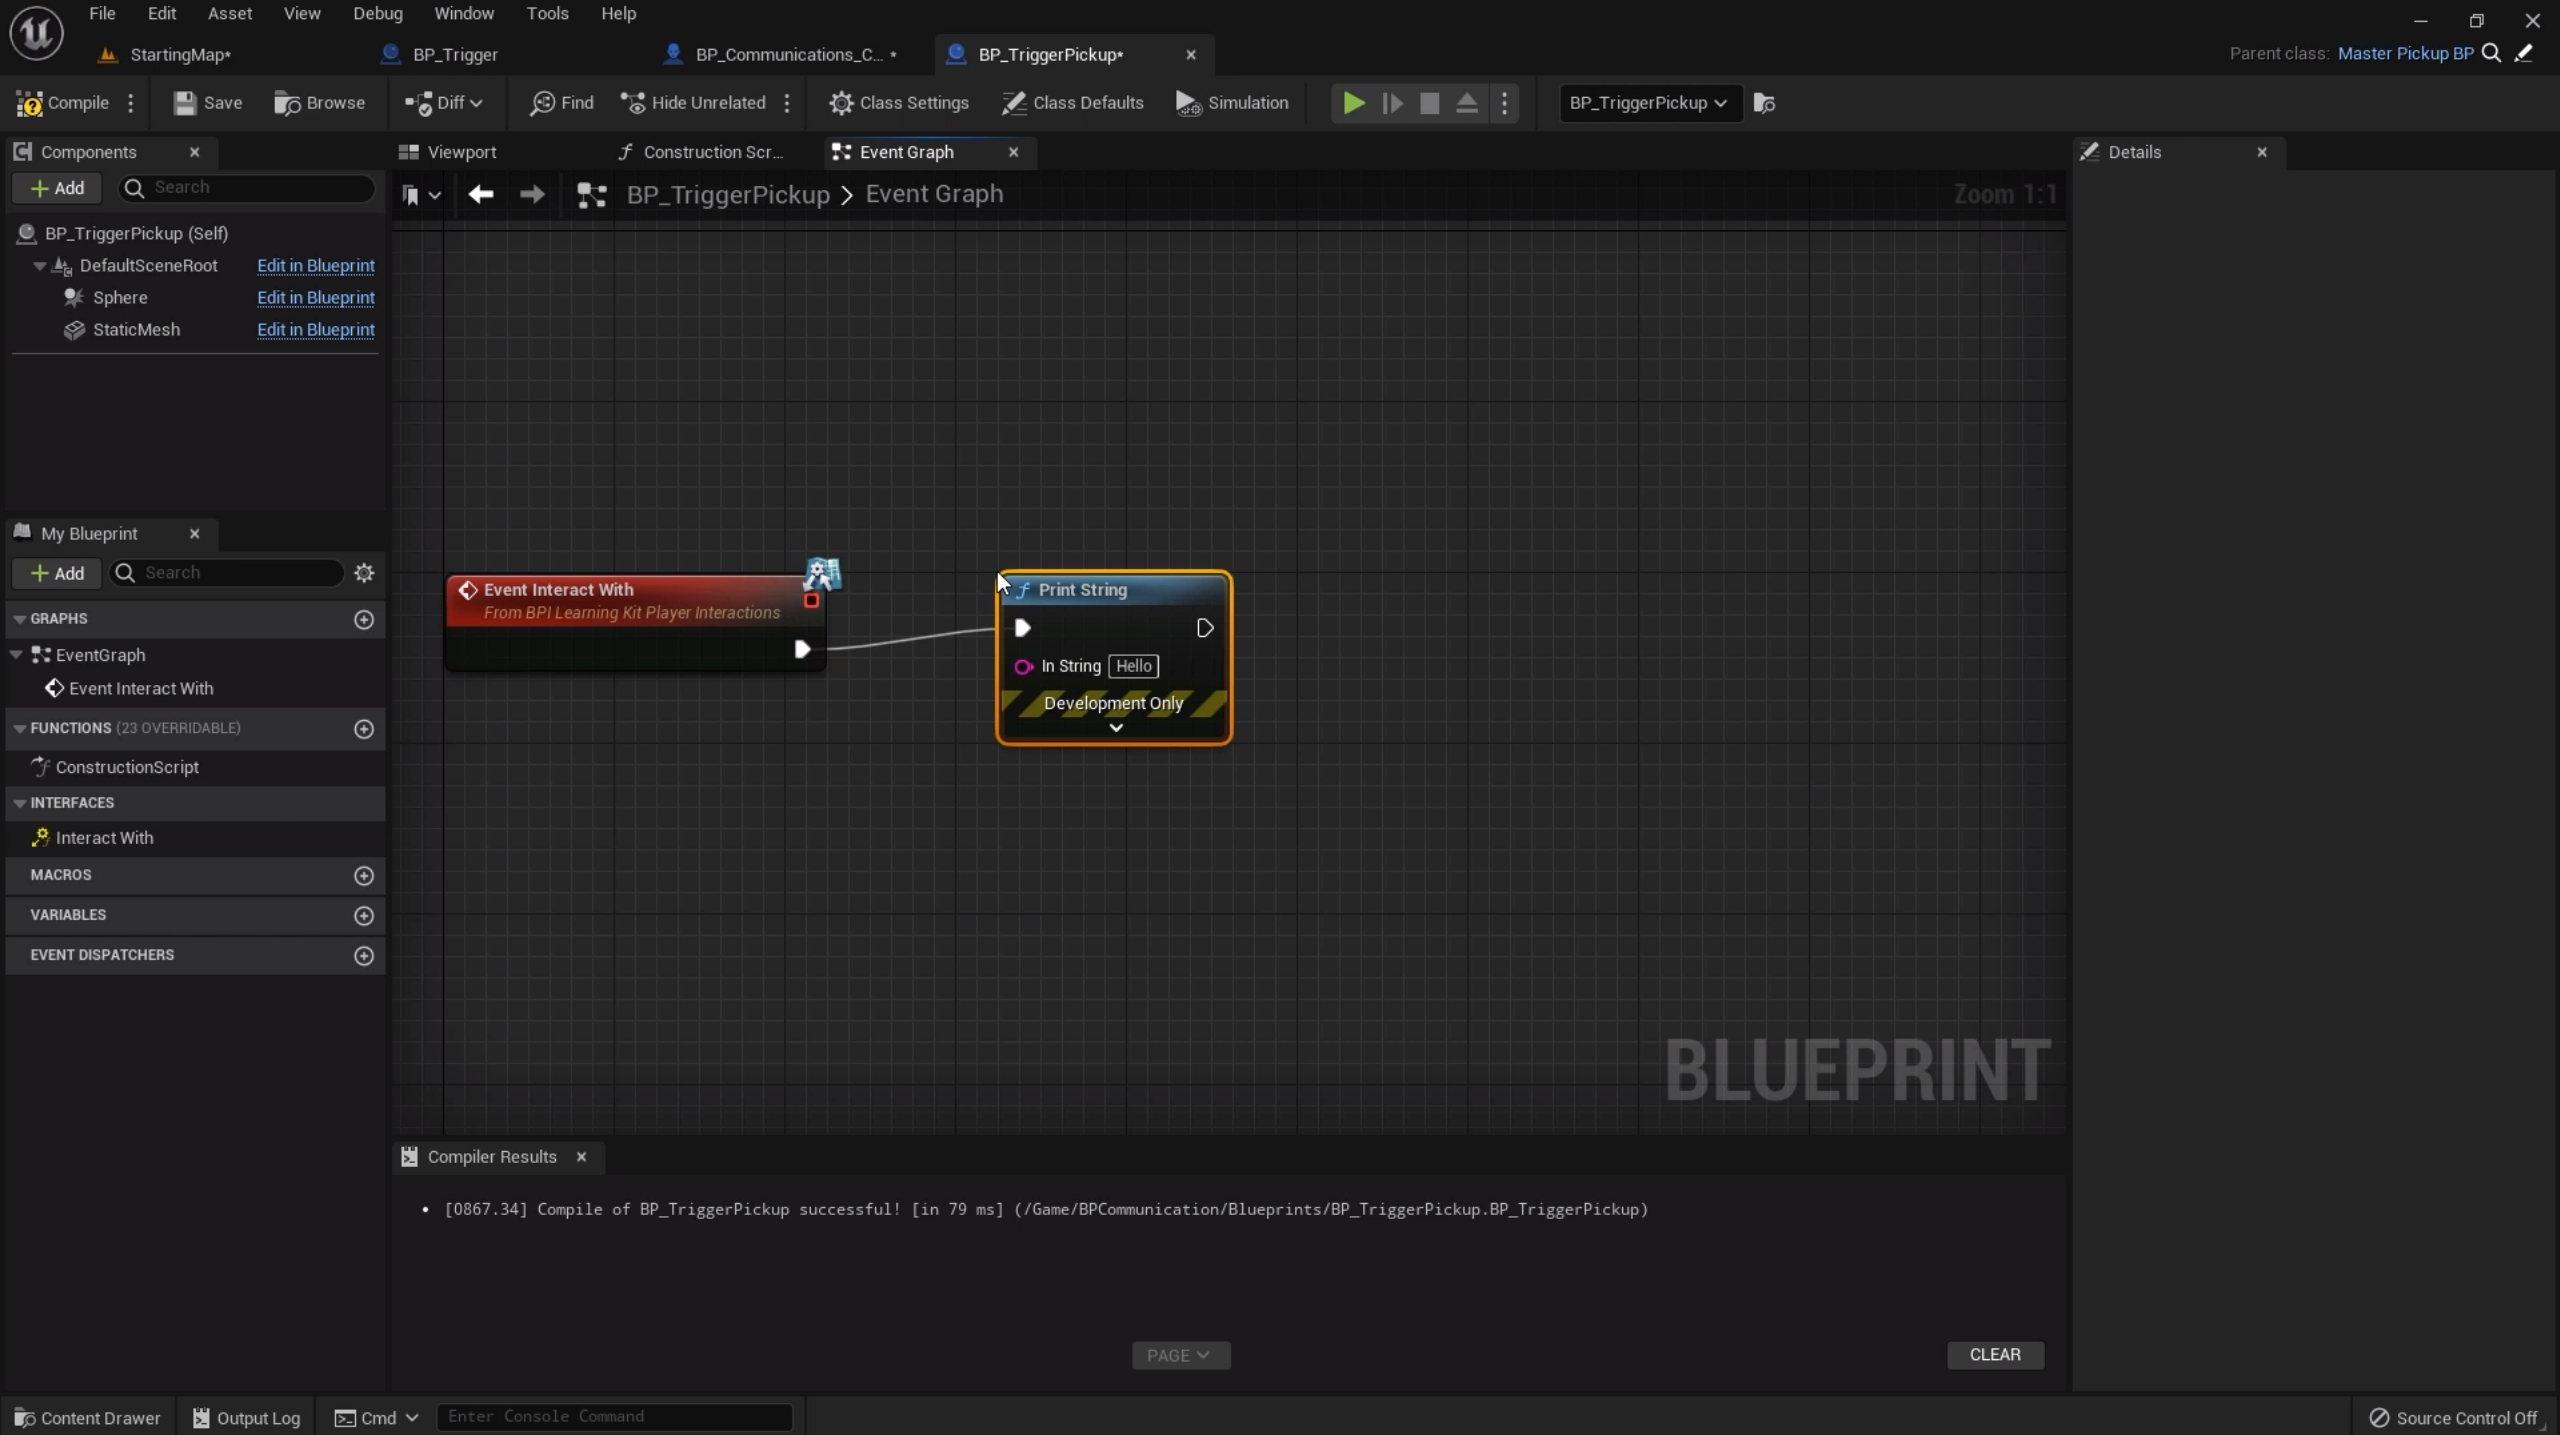 File Edit Asset View Debug Window Tools Help
StartingMap*
BP_Trigger
BP_Communications_C... *
BP_TriggerPickup*
Parent class: Master Pickup BP
Compile
Save
Browse
Diff
Find
Hide Unrelated
Class Settings
Class Defaults
Simulation
BP_TriggerPickup
Components
Add
Search
BP_TriggerPickup (Self)
DefaultSceneRoot Edit in Blueprint
Sphere Edit in Blueprint
StaticMesh Edit in Blueprint
My Blueprint
Add
Search
GRAPHS
EventGraph
Event Interact With
FUNCTIONS (23 OVERRIDABLE)
ConstructionScript
INTERFACES
Interact With
MACROS
VARIABLES
EVENT DISPATCHERS
Viewport
Construction Scr...
Event Graph
BP_TriggerPickup > Event Graph
Zoom 1:1
Event Interact With
From BPI Learning Kit Player Interactions
Print String
In String Hello
Development Only
BLUEPRINT
Details
Compiler Results
• [0867.34] Compile of BP_TriggerPickup successful! [in 79 ms] (/Game/BPCommunication/Blueprints/BP_TriggerPickup.BP_TriggerPickup)
PAGE
CLEAR
Content Drawer
Output Log
Cmd
Enter Console Command
Source Control Off